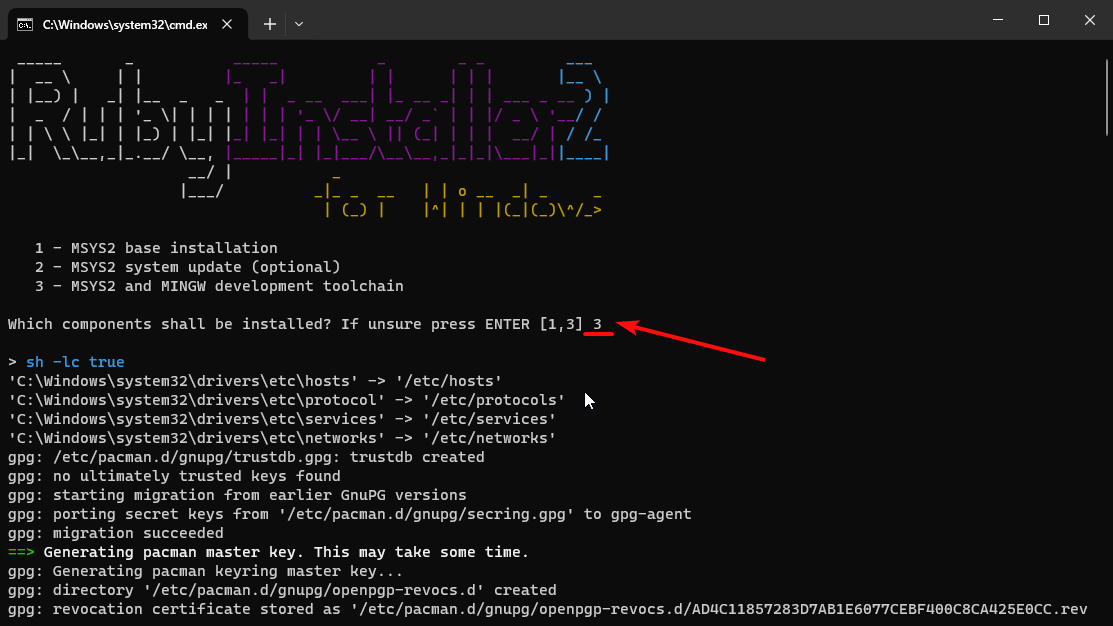 C:\Windows\system32\cmd.ex
RubyInstaller2
for Windows
1 - MSYS2 base installation
2 - MSYS2 system update (optional)
3 - MSYS2 and MINGW development toolchain
Which components shall be installed? If unsure press ENTER [1,3] 3
> sh -lc true
'C:\Windows\system32\drivers\etc\hosts' -> '/etc/hosts'
'C:\Windows\system32\drivers\etc\protocol' -> '/etc/protocols'
'C:\Windows\system32\drivers\etc\services' -> '/etc/services'
'C:\Windows\system32\drivers\etc\networks' -> '/etc/networks'
gpg: /etc/pacman.d/gnupg/trustdb.gpg: trustdb created
gpg: no ultimately trusted keys found
gpg: starting migration from earlier GnuPG versions
gpg: porting secret keys from '/etc/pacman.d/gnupg/secring.gpg' to gpg-agent
gpg: migration succeeded
==> Generating pacman master key. This may take some time.
gpg: Generating pacman keyring master key...
gpg: directory '/etc/pacman.d/gnupg/openpgp-revocs.d' created
gpg: revocation certificate stored as '/etc/pacman.d/gnupg/openpgp-revocs.d/AD4C11857283D7AB1E6077CEBF400C8CA425E0CC.rev